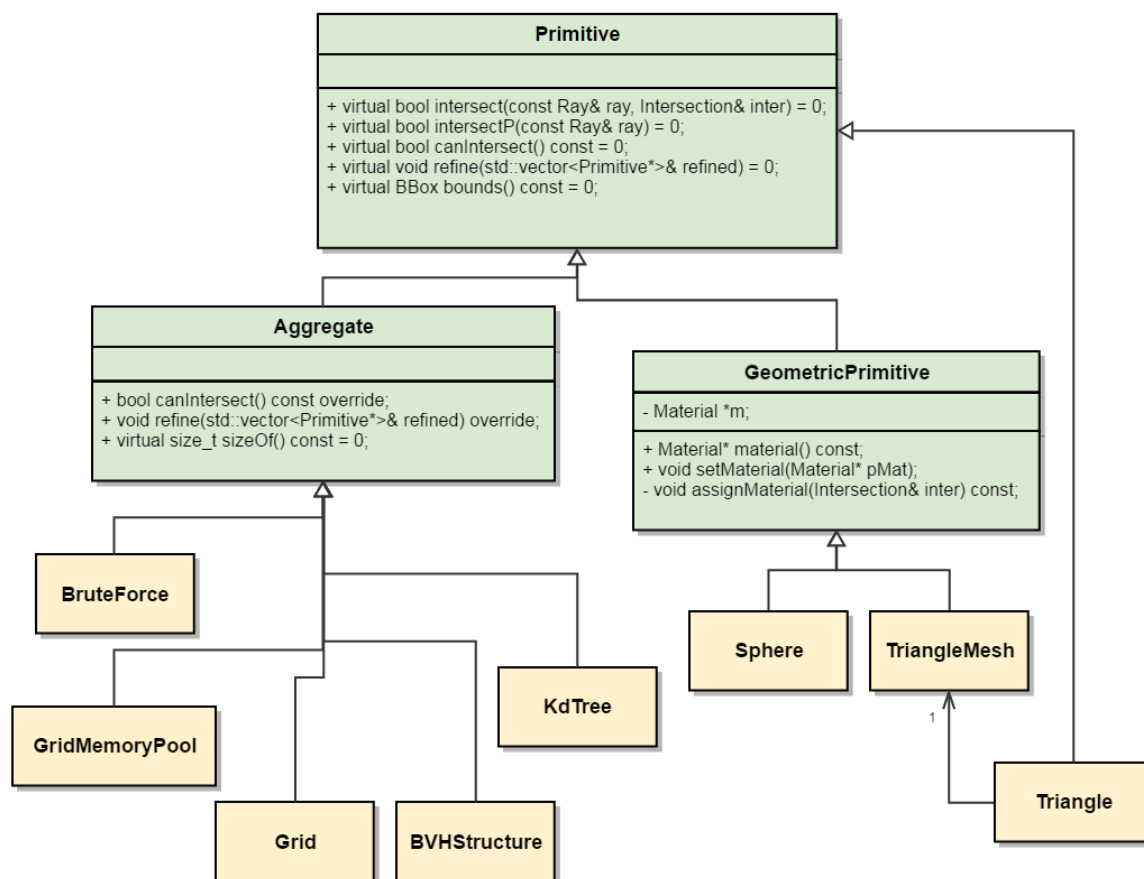 Primitive
+ virtual bool intersect(const Ray& ray, Intersection& inter) = 0;
+ virtual bool intersectP(const Ray& ray) = 0;
+ virtual bool canIntersect() const = 0;
+ virtual void refine(std::vector<Primitive*>& refined) = 0;
+ virtual BBox bounds() const = 0;
Aggregate
+ bool canIntersect() const override;
+ void refine(std::vector<Primitive*>& refined) override;
+ virtual size_t sizeOf() const = 0;
GeometricPrimitive
- Material *m;
+ Material* material() const;
+ void setMaterial(Material* pMat);
- void assignMaterial(Intersection& inter) const;
BruteForce
Sphere
TriangleMesh
KdTree
1
GridMemoryPool
Triangle
Grid
BVHStructure